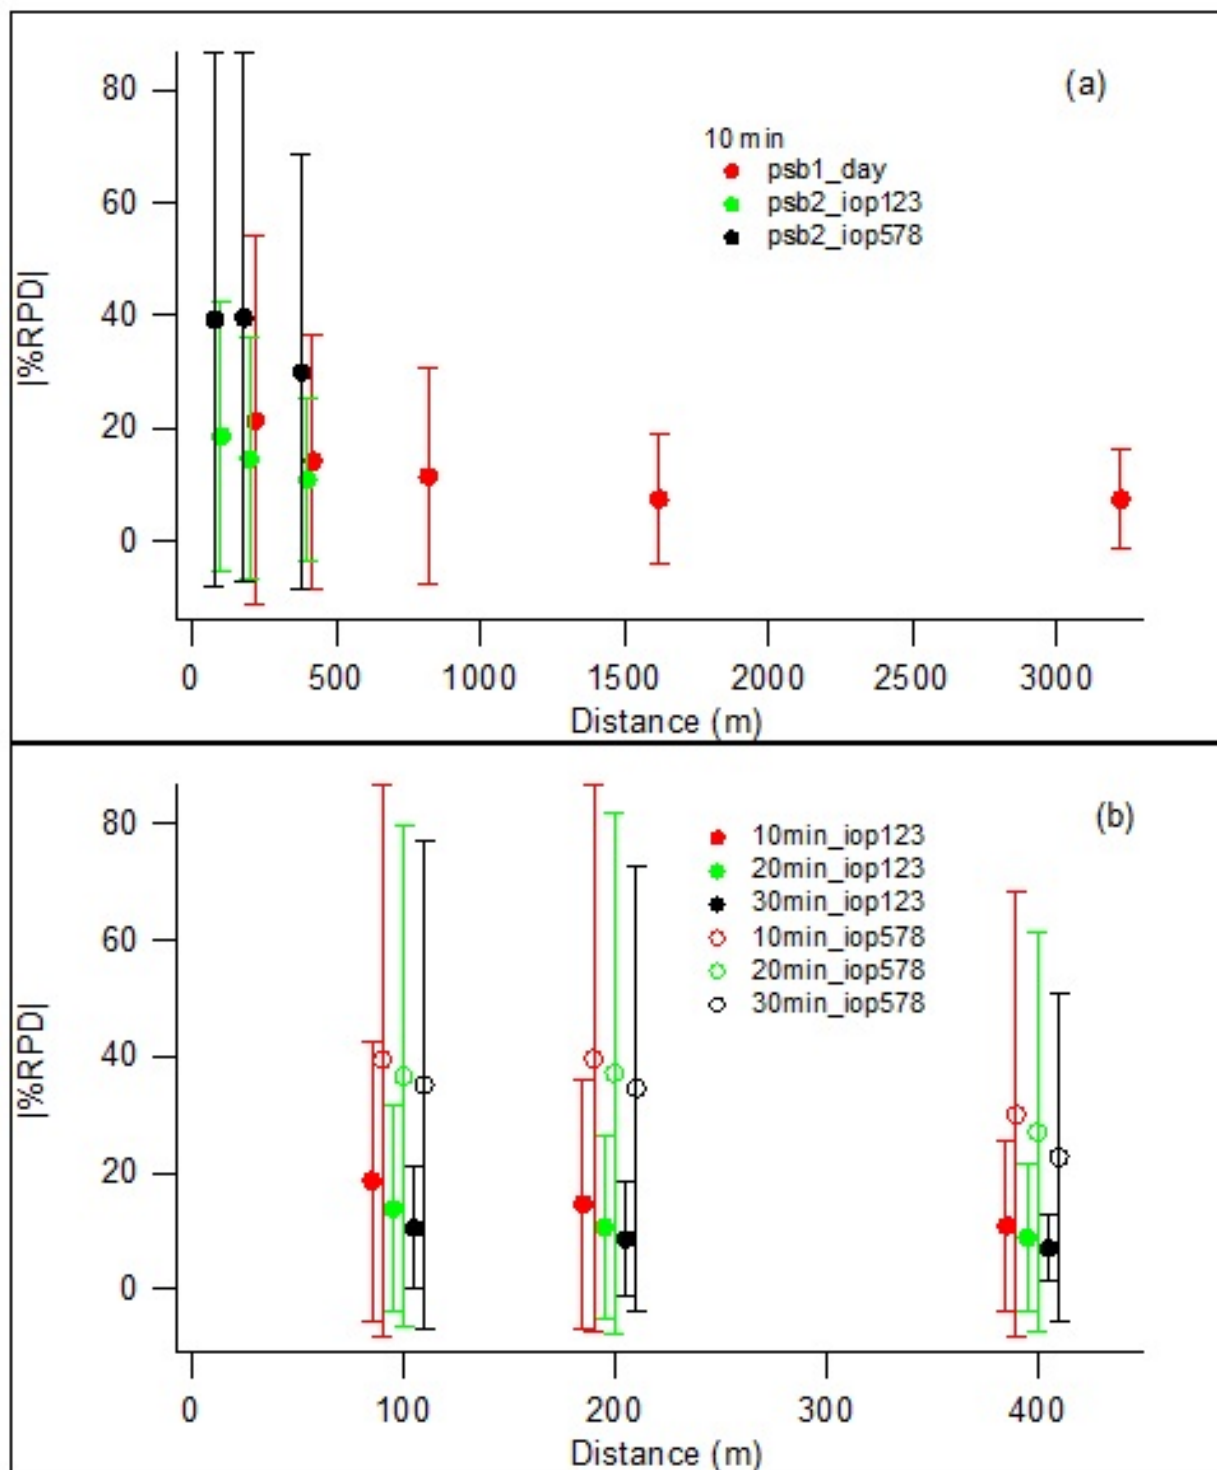 (a)
10 min
psb1_day
psb2_iop123
psb2_iop578
|%RPD|
80
60
40
20
0
0 500 1000 1500 2000 2500 3000
Distance (m)
(b)
10min_iop123
20min_iop123
30min_iop123
10min_iop578
20min_iop578
30min_iop578
|%RPD|
80
60
40
20
0
0 100 200 300 400
Distance (m)